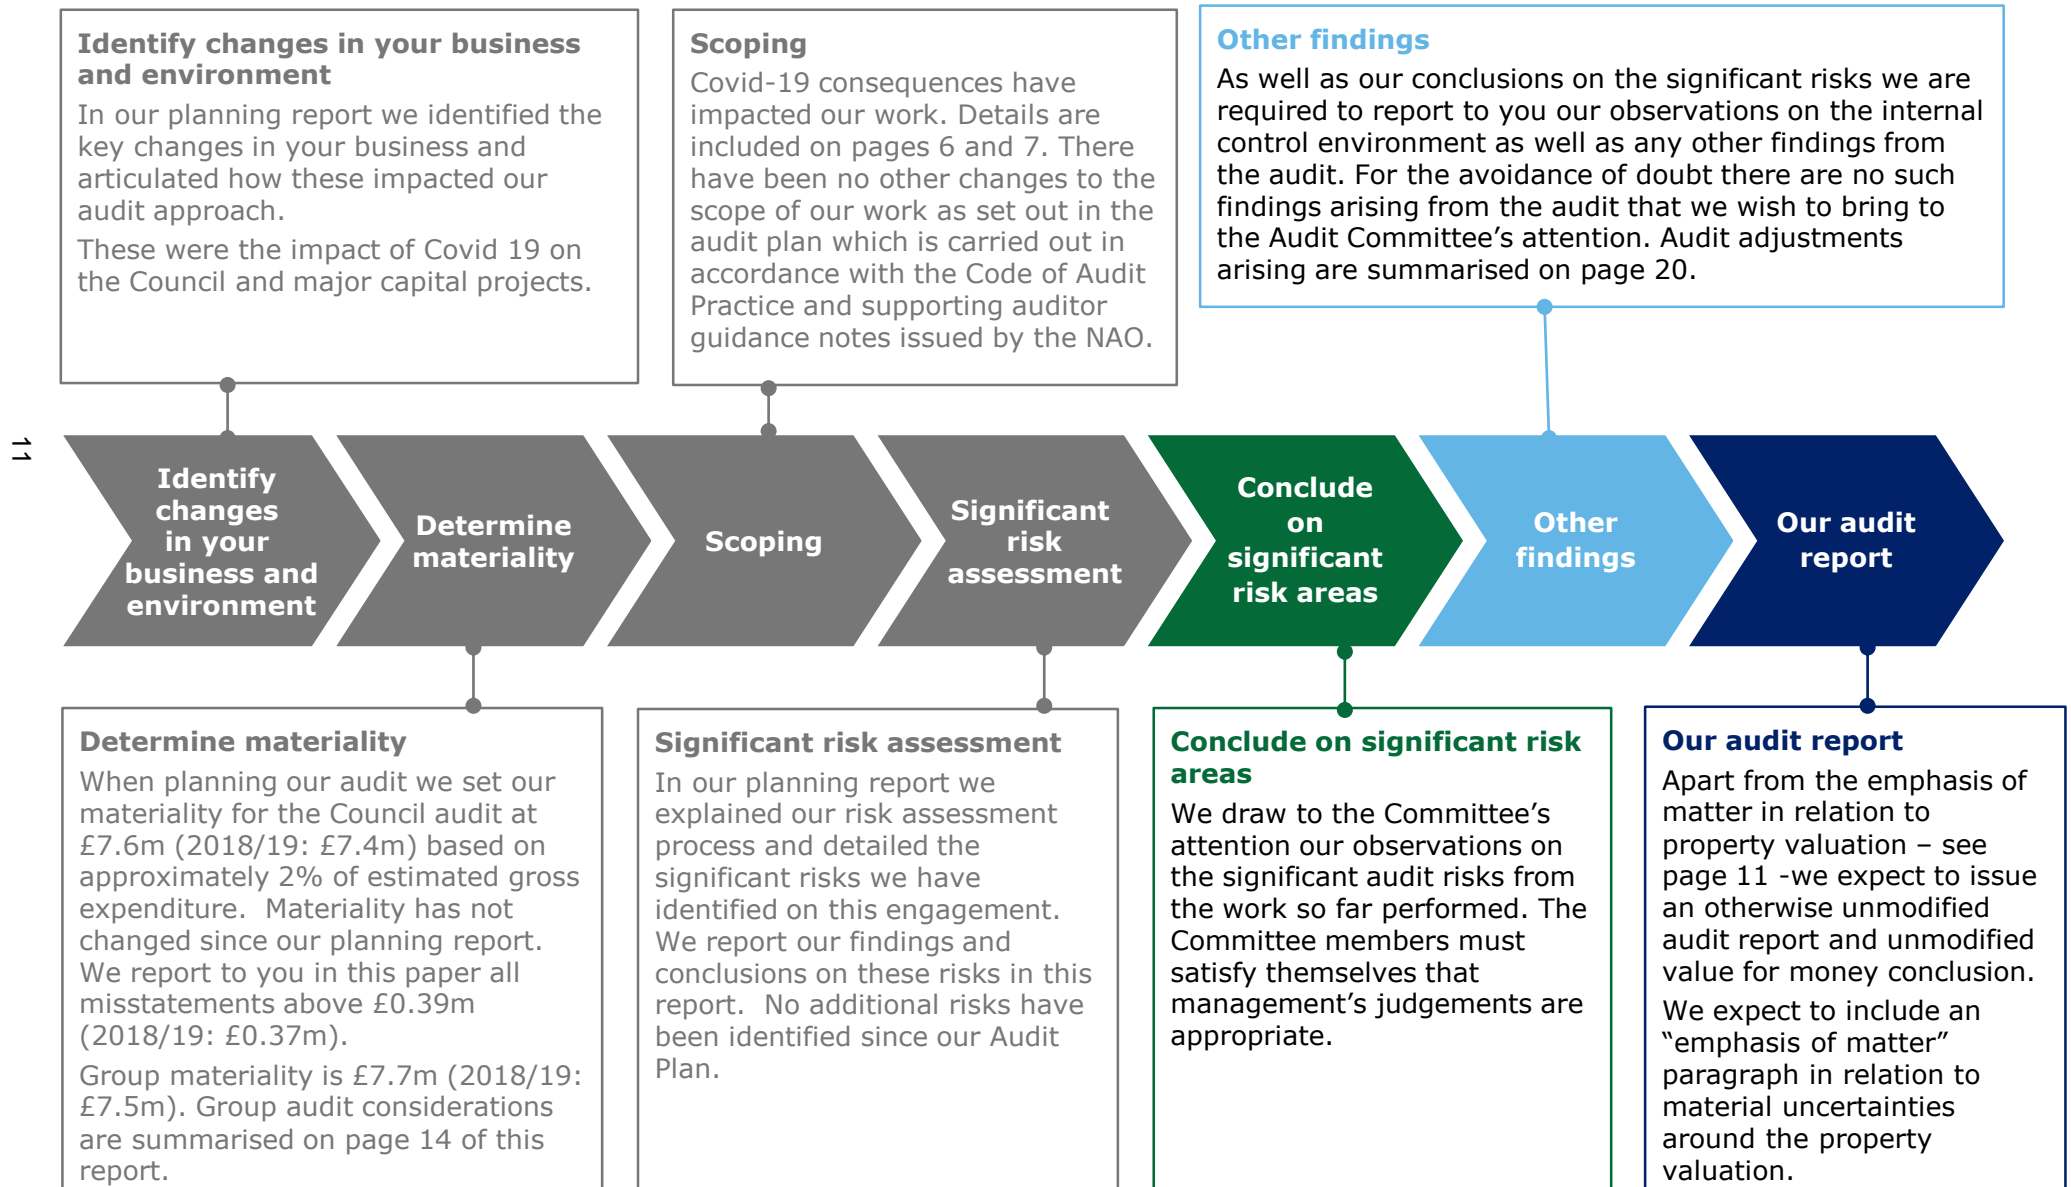 Identify changes in your business
and environment
In our planning report we identified the
key changes in your business and
articulated how these impacted our
audit approach.
These were the impact of Covid 19 on
the Council and major capital projects.
Scoping
Covid-19 consequences have
impacted our work. Details are
included on pages 6 and 7. There
have been no other changes to the
scope of our work as set out in the
audit plan which is carried out in
accordance with the Code of Audit
Practice and supporting auditor
guidance notes issued by the NAO.
Other findings
As well as our conclusions on the significant risks we are
required to report to you our observations on the internal
control environment as well as any other findings from
the audit. For the avoidance of doubt there are no such
findings arising from the audit that we wish to bring to
the Audit Committee’s attention. Audit adjustments
arising are summarised on page 20.
11
Identify
changes
in your
business and
environment
Determine
materiality
Scoping
Significant
risk
assessment
Conclude
on
significant
risk areas
Other
findings
Our audit
report
Determine materiality
When planning our audit we set our
materiality for the Council audit at
£7.6m (2018/19: £7.4m) based on
approximately 2% of estimated gross
expenditure.  Materiality has not
changed since our planning report.
We report to you in this paper all
misstatements above £0.39m
(2018/19: £0.37m).
Group materiality is £7.7m (2018/19:
£7.5m). Group audit considerations
are summarised on page 14 of this
report.
Significant risk assessment
In our planning report we
explained our risk assessment
process and detailed the
significant risks we have
identified on this engagement.
We report our findings and
conclusions on these risks in this
report.  No additional risks have
been identified since our Audit
Plan.
Conclude on significant risk
areas
We draw to the Committee’s
attention our observations on
the significant audit risks from
the work so far performed. The
Committee members must
satisfy themselves that
management’s judgements are
appropriate.
Our audit report
Apart from the emphasis of
matter in relation to
property valuation – see
page 11 -we expect to issue
an otherwise unmodified
audit report and unmodified
value for money conclusion.
We expect to include an
“emphasis of matter”
paragraph in relation to
material uncertainties
around the property
valuation.